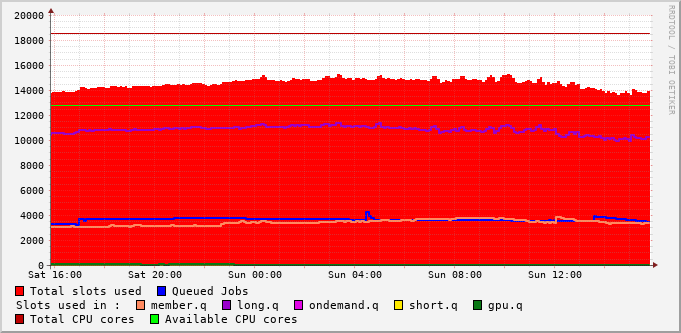 20000
18000
16000
14000
12000
10000
8000
6000
4000
2000
0
Sat 16:00 Sat 20:00 Sun 00:00 Sun 04:00 Sun 08:00 Sun 12:00
Total slots used Queued Jobs
Slots used in : member.q long.q ondemand.q short.q gpu.q
Total CPU cores Available CPU cores
RRDTOOL / TOBI OETIKER